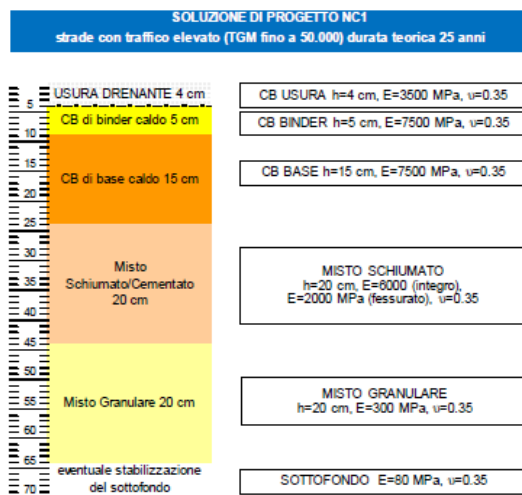 SOLUZIONE DI PROGETTO NC1
strade con traffico elevato (TGM fino a 50.000) durata teorica 25 anni
USURA DRENANTE 4 cm
CB USURA h=4 cm, E=3500 MPa, υ=0.35
5
CB di binder caldo 5 cm
CB BINDER h=5 cm, E=7500 MPa, υ=0.35
10
15
CB di base caldo 15 cm
CB BASE h=15 cm, E=7500 MPa, υ=0.35
20
25
30
Misto
Schiumato/Cementato
20 cm
MISTO SCHIUMATO
h=20 cm, E=6000 (integro),
E=2000 MPa (fessurato), υ=0.35
35
40
45
50
Misto Granulare 20 cm
MISTO GRANULARE
h=20 cm, E=300 MPa, υ=0.35
55
60
65
eventuale stabilizzazione
del sottofondo
SOTTOFONDO E=80 MPa, υ=0.35
70